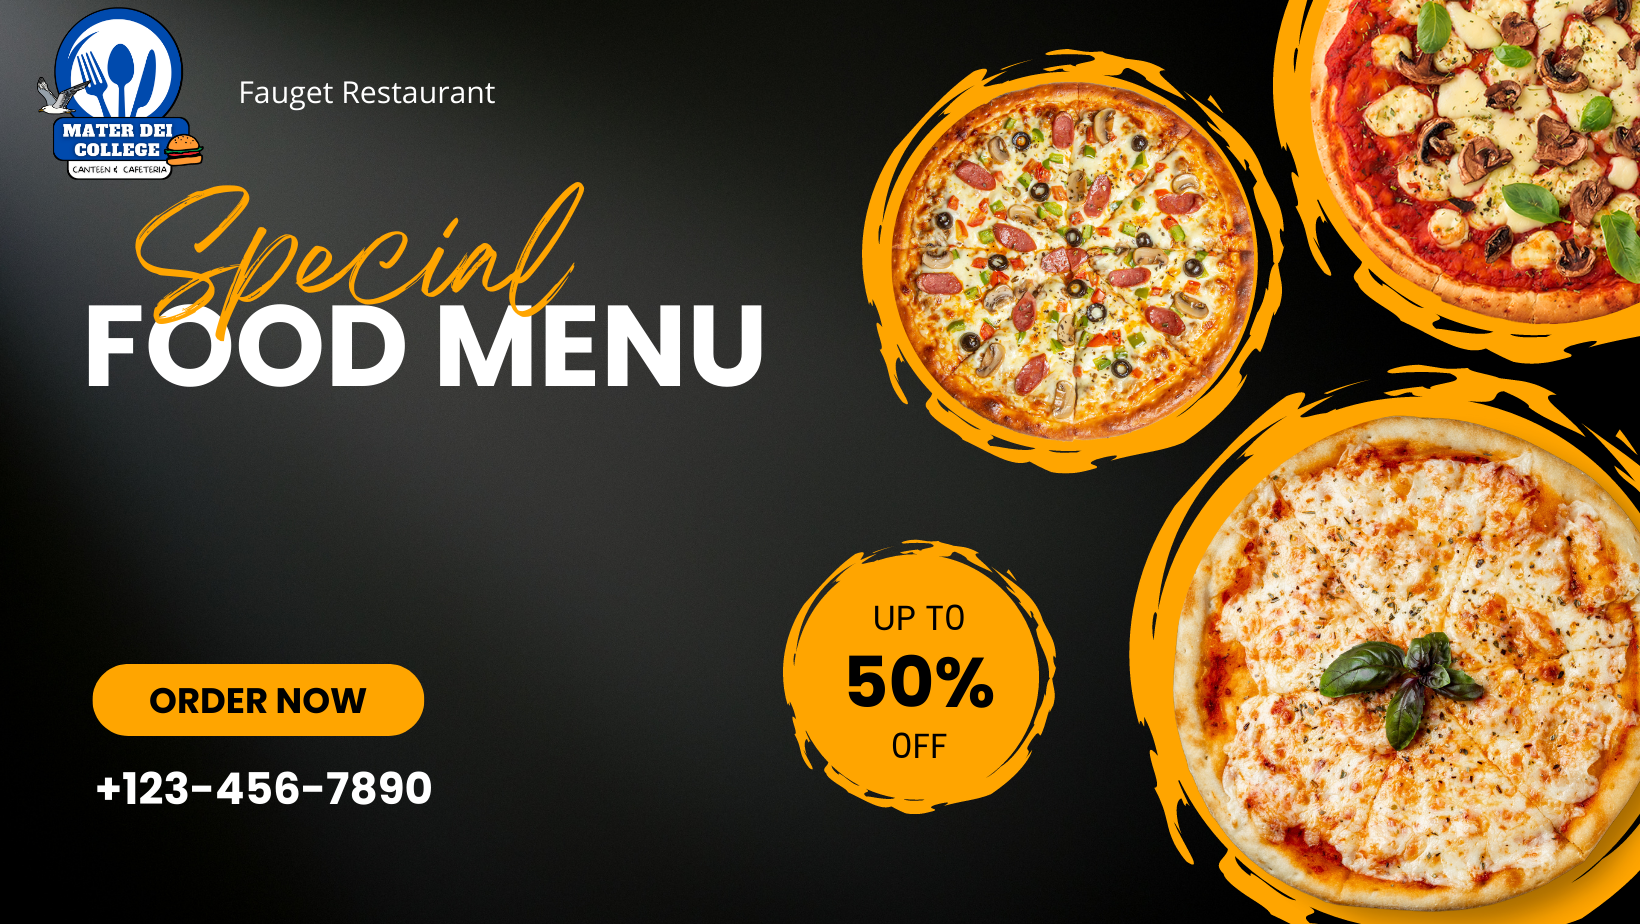 MATER DEI
COLLEGE
CANTEEN & CAFETERIA
Fauget Restaurant
Special
FOOD MENU
UP TO
50%
OFF
ORDER NOW
+123-456-7890